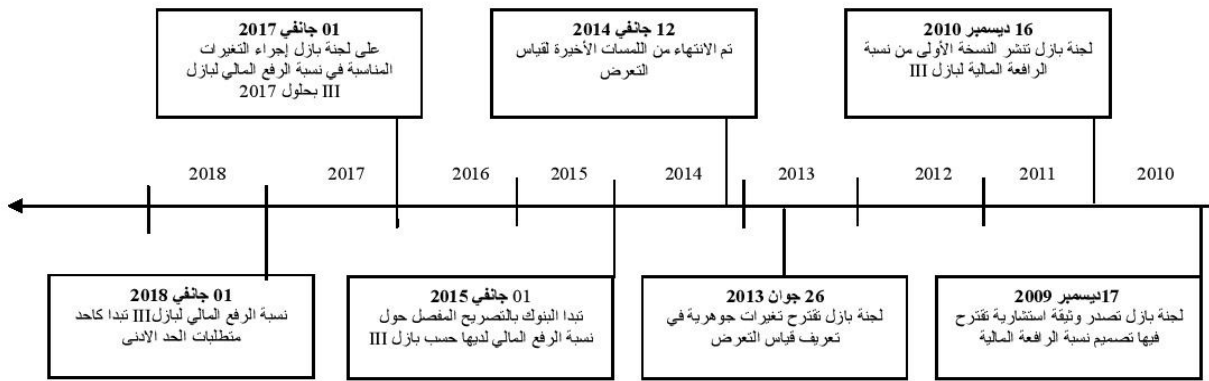 16 ديسمبر 2010
لجنة بازل تنشر النسخة الأولى من نسبة
الرافعة المالية لبازل III
12 جانفي 2014
تم الانتهاء من اللمسات الأخيرة لقياس
التعرض
01 جانفي 2017
على لجنة بازل إجراء التغيرات
المناسبة في نسبة الرفع المالي لبازل
III بحلول 2017
2010
2011
2012
2013
2014
2015
2016
2017
2018
17ديسمبر 2009
لجنة بازل تصدر وثيقة استشارية تقترح
فيها تصميم نسبة الرافعة المالية
26 جوان 2013
لجنة بازل تقترح تغيرات جوهرية في
تعريف قياس التعرض
01 جانفي 2015
تبدا البنوك بالتصريح المفصل حول
نسبة الرفع المالي لديها حسب بازل III
01 جانفي 2018
نسبة الرفع المالي لبازلIII تبدا كاحد
متطلبات الحد الادنى